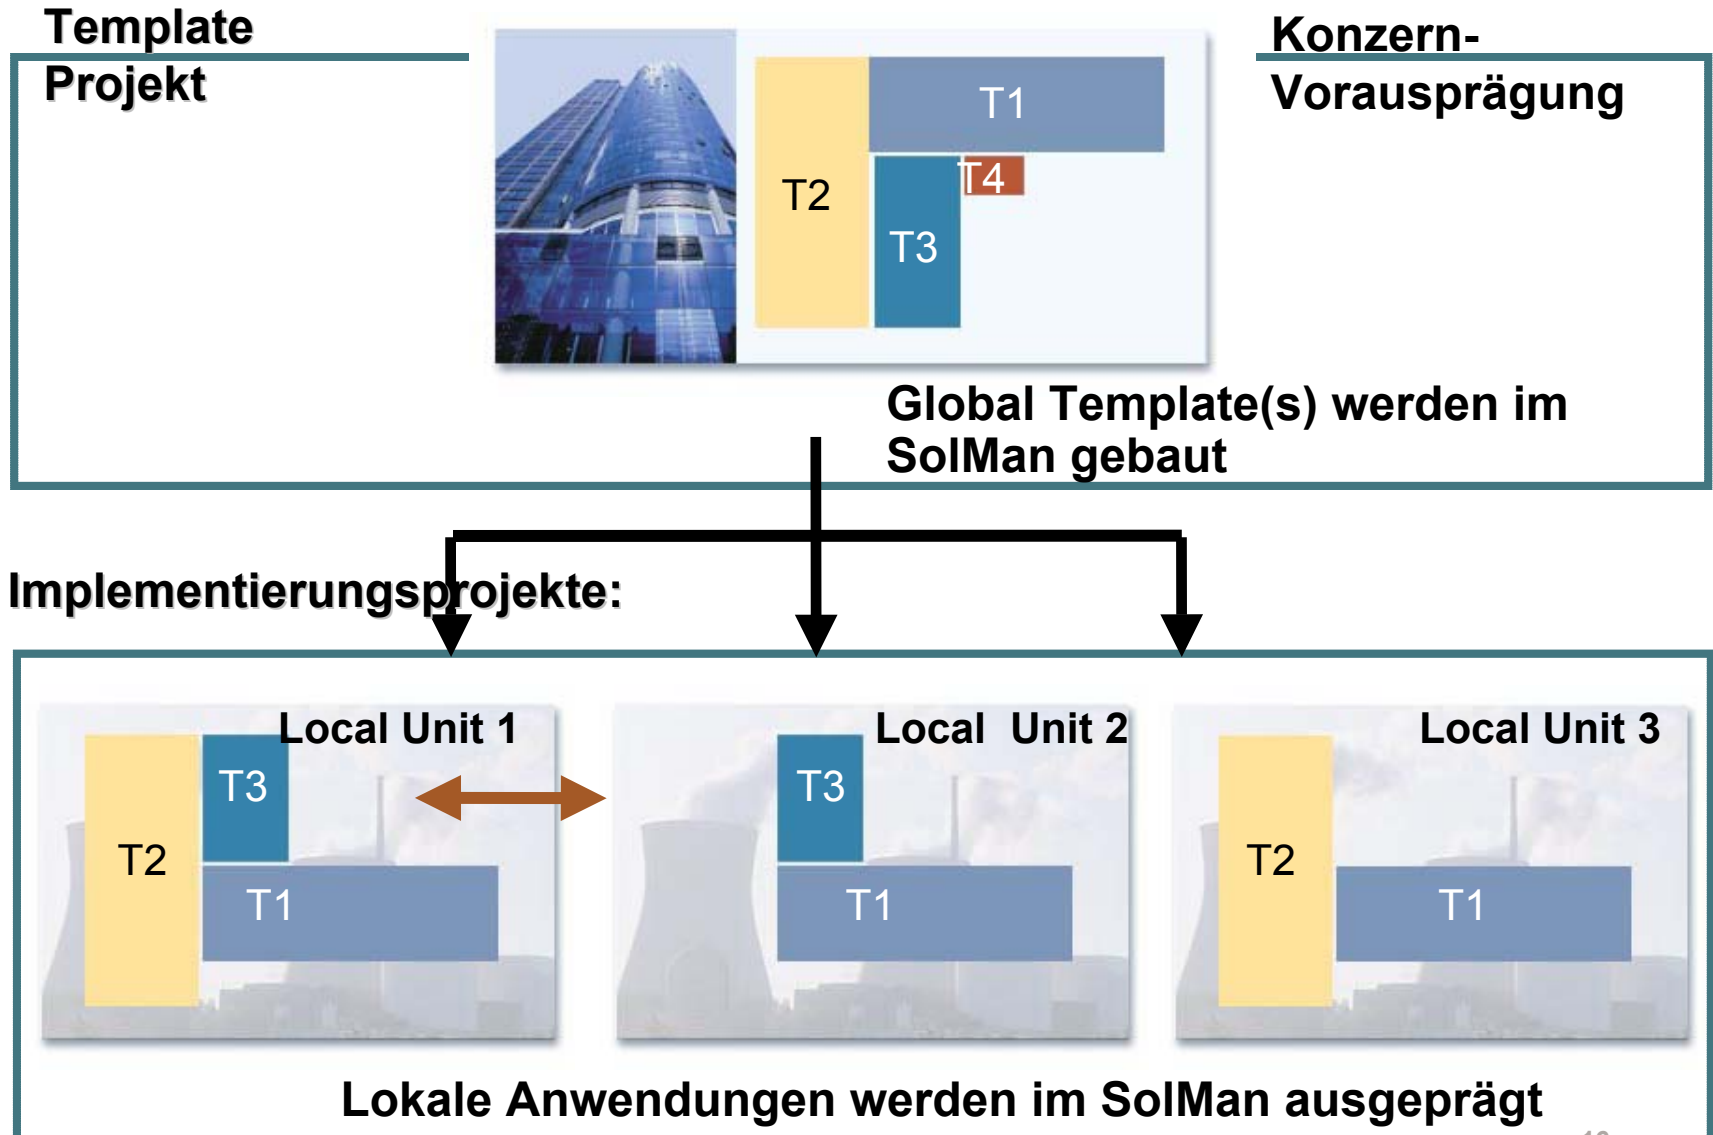 Template
Projekt
Konzern-
Vorausprägung
T1
T2
T4
T3
Global Template(s) werden im
SolMan gebaut
Implementierungsprojekte:
Local Unit 1
T3
T2
T1
Local Unit 2
T3
T1
Local Unit 3
T2
T1
Lokale Anwendungen werden im SolMan ausgeprägt